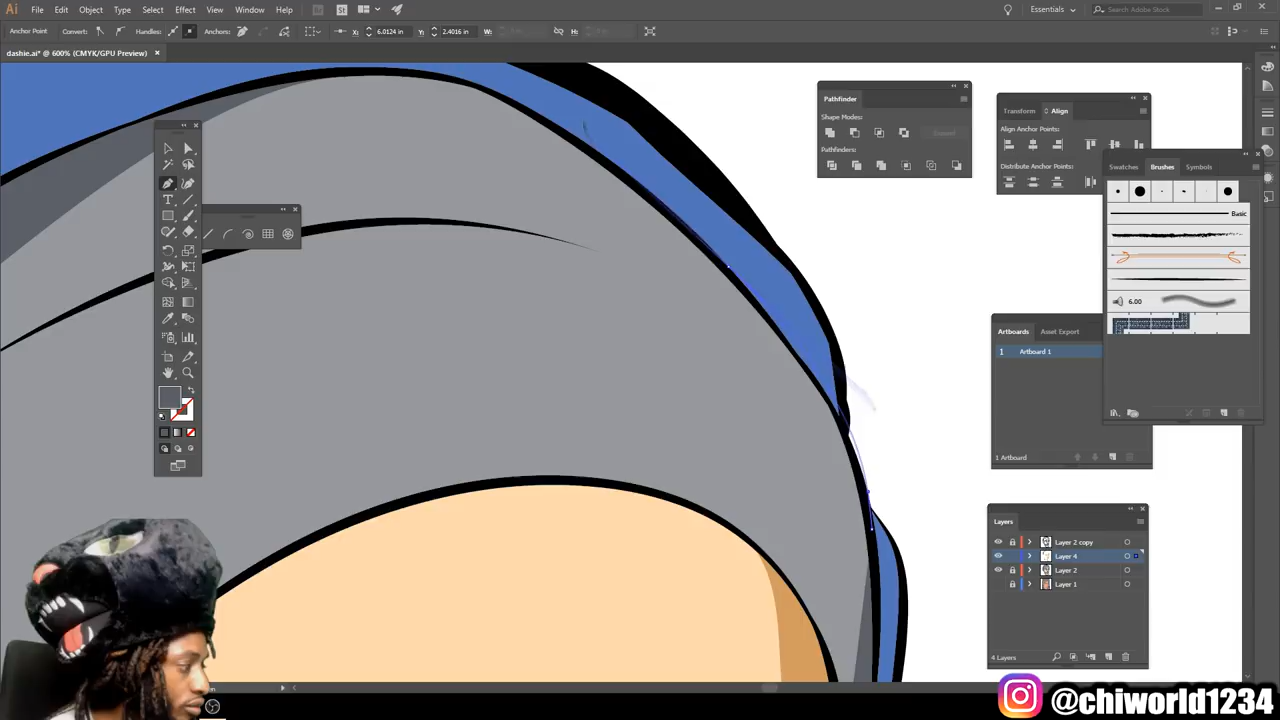 Ai File Edit Object Type Select Effect View Window Help Br St Essentials Search Adobe Stock
Anchor Point Convert: Handles: Anchors: X: 6.0124 in Y: 2.4016 in W: H:
dashie.ai* @ 600% (CMYK/GPU Preview) ×
Pathfinder
Shape Modes:
Expand
Pathfinders:
Transform Align
Align Anchor Points:
Distribute Anchor Points:
Swatches Brushes Symbols
Basic
6.00
Artboards Asset Export
1 Artboard 1
1 Artboard
Layers
Layer 2 copy
Layer 4
Layer 2
Layer 1
4 Layers
@chiworld1234